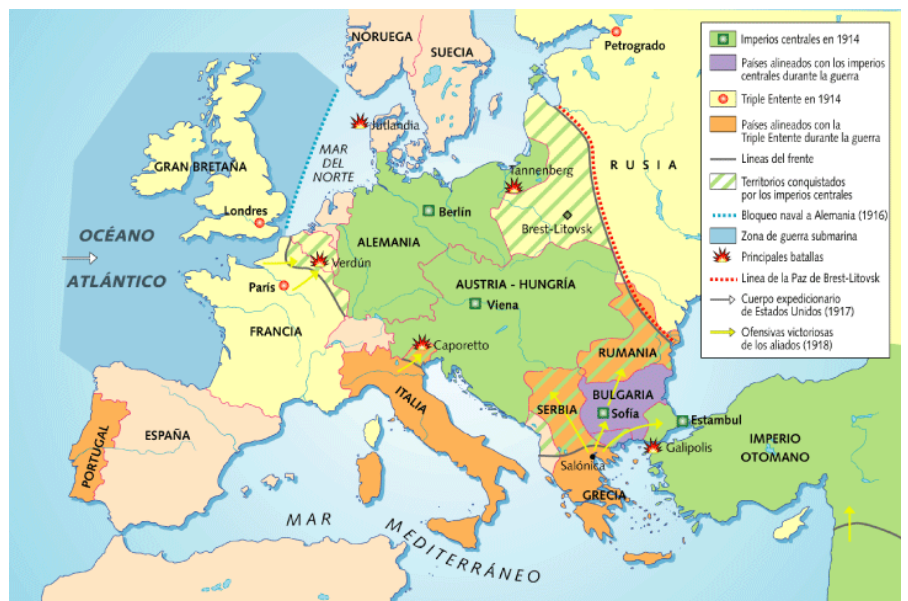 NORUEGA
SUECIA
Petrogrado
Jutlandia
MAR
DEL
NORTE
GRAN BRETAÑA
Londres
OCÉANO
ATLÁNTICO
Tannenberg
RUSIA
Berlín
Brest-Litovsk
ALEMANIA
Verdún
París
AUSTRIA - HUNGRÍA
Viena
FRANCIA
Caporetto
RUMANIA
ITALIA
BULGARIA
SERBIA
Sofía
Estambul
PORTUGAL
ESPAÑA
Galipolis
IMPERIO
OTOMANO
Salónica
GRECIA
MAR MEDITERRÁNEO
Imperios centrales en 1914
Países alineados con los imperios
centrales durante la guerra
Triple Entente en 1914
Países alineados con la
Triple Entente durante la guerra
Lineas del frente
Territorios conquistados
por los imperios centrales
Bloqueo naval a Alemania (1916)
Zona de guerra submarina
Principales batallas
Linea de la Paz de Brest-Litovsk
Cuerpo expedicionario
de Estados Unidos (1917)
Ofensivas victoriosas
de los aliados (1918)